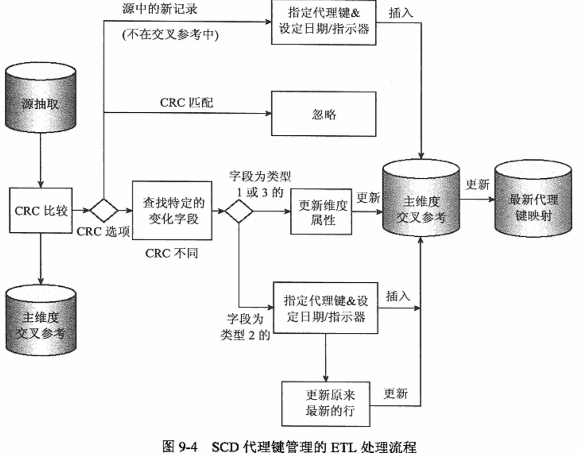 源中的新记录
(不在交叉参考中)
指定代理键&
设定日期/指示器
插入
源抽取
CRC 匹配
忽略
CRC 比较
CRC 选项
查找特定的
变化字段
CRC 不同
字段为类型
1 或 3 的
更新维度
属性
更新
主维度
交叉参考
更新
最新代理
键映射
主维度
交叉参考
字段为
类型 2 的
指定代理键&设
定日期/指示器
插入
更新原来
最新的行
更新
图 9-4 SCD 代理键管理的 ETL 处理流程